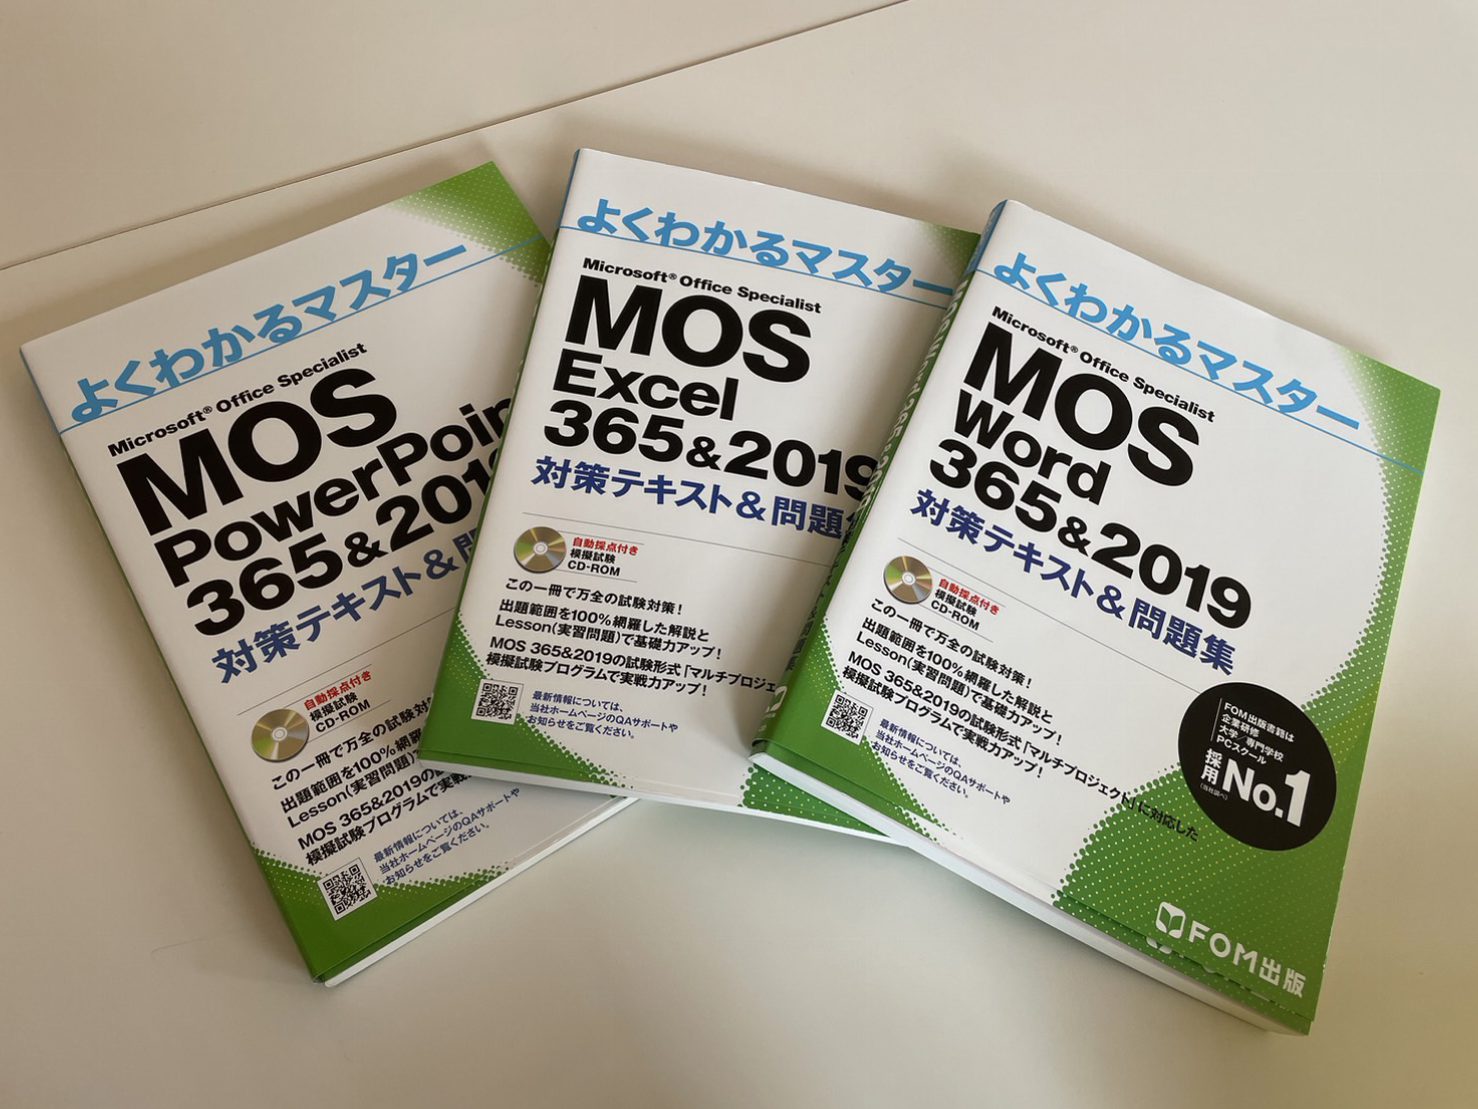 よくわかるマスター
Microsoft® Office Specialist
MOS
PowerPoin
365&2019
対策テキスト&問
自動採点付き
模擬試験
CD-ROM
この一冊で万全の試験対
出題範囲を100%網羅
Lesson(実習問題)で
MOS 365&2019の
模擬試験プログラムで実
最新情報については、
当社ホームページのQAサポートや
お知らせをご覧ください。
よくわかるマスター
Microsoft® Office Specialist
MOS
Excel
365&2019
対策テキスト&問題
自動採点付き
模擬試験
CD-ROM
この一冊で万全の試験対策！
出題範囲を100%網羅した解説と
Lesson(実習問題)で基礎力アップ！
MOS 365&2019の試験形式「マルチプロジェ
模擬試験プログラムで実戦力アップ！
最新情報については、
当社ホームページのQAサポートや
お知らせをご覧ください。
よくわかるマスター
Microsoft® Office Specialist
MOS
Word
365&2019
対策テキスト&問題集
自動採点付き
模擬試験
CD-ROM
この一冊で万全の試験対策！
出題範囲を100%網羅した解説と
Lesson(実習問題)で基礎力アップ！
MOS 365&2019の試験形式「マルチプロジェクト」に対応した
模擬試験プログラムで実戦力アップ！
最新情報については、
当社ホームページのQAサポートや
お知らせをご覧ください。
FOM出版書籍は
企業研修
大学・専門学校
PCスクール
採用 No.1
(当社調べ)
FOM出版